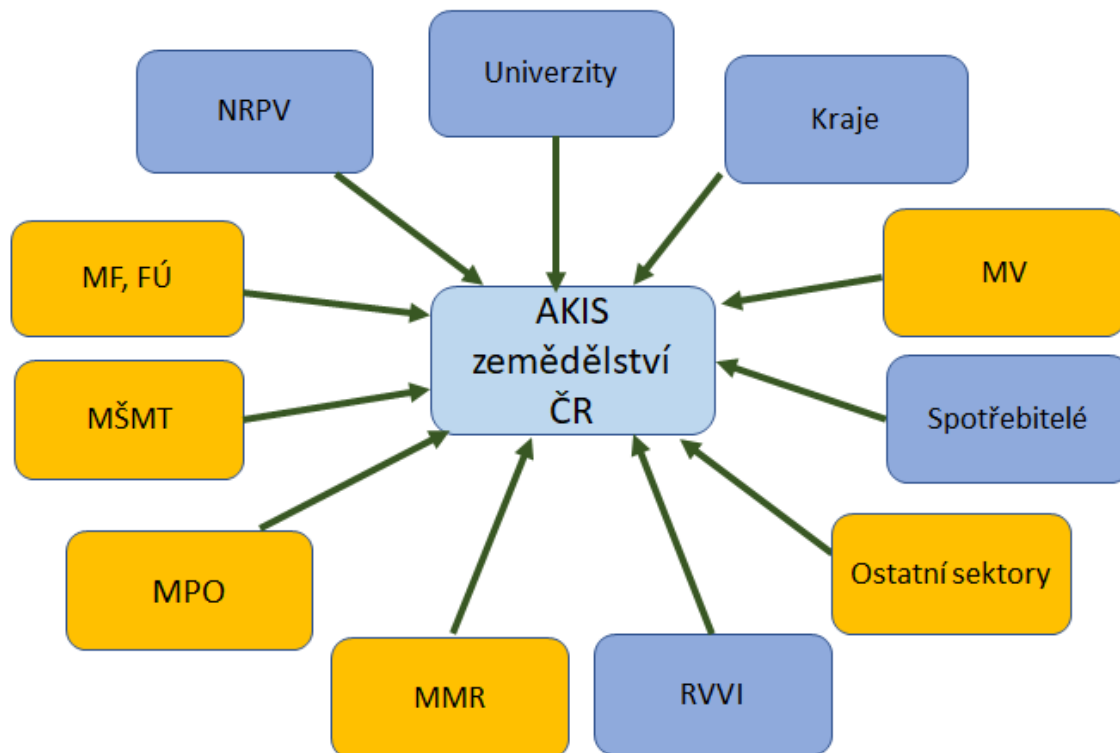 Univerzity
NRPV
Kraje
MF, FÚ
MV
AKIS
zemědělství
ČR
MŠMT
Spotřebitelé
MPO
Ostatní sektory
MMR
RVVI